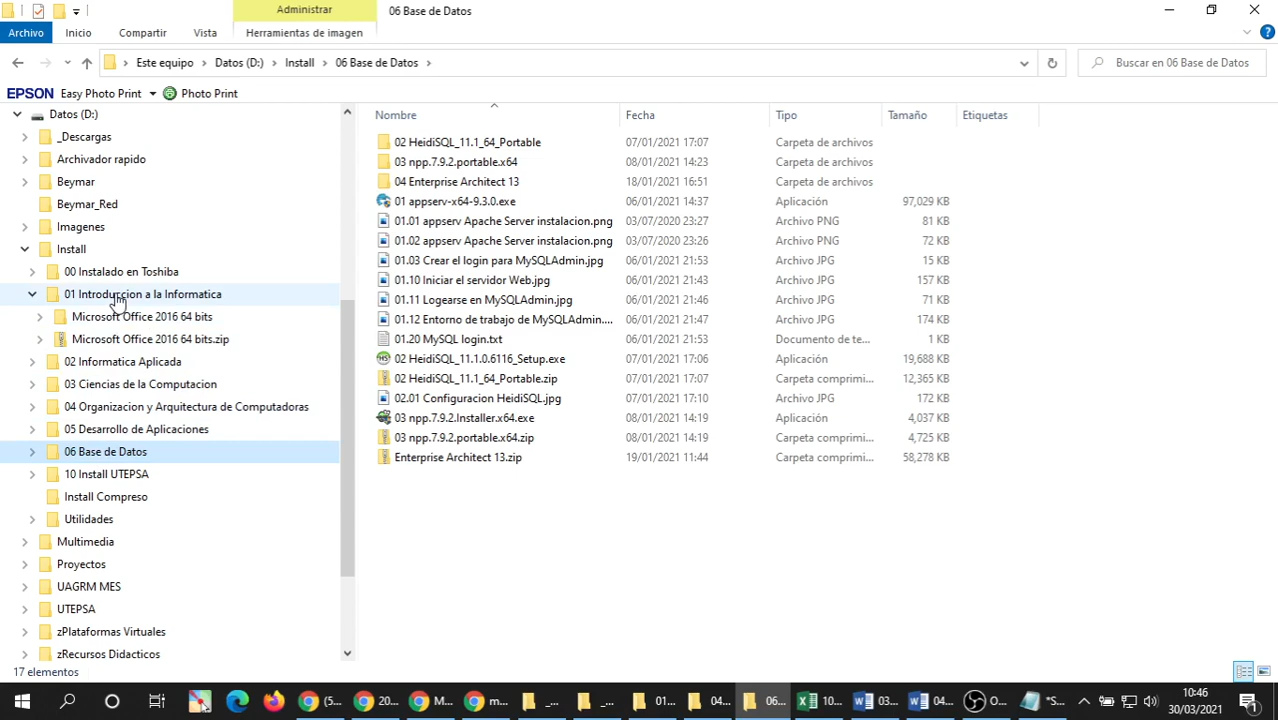 Administrar
06 Base de Datos
Archivo
Inicio
Compartir
Vista
Herramientas de imagen
Este equipo
Datos (D:)
Install
06 Base de Datos
Buscar en 06 Base de Datos
EPSON
Easy Photo Print
Photo Print
Datos (D:)
_Descargas
Archivador rapido
Beymar
Beymar_Red
Imagenes
Install
00 Instalado en Toshiba
01 Introduccion a la Informatica
Microsoft Office 2016 64 bits
Microsoft Office 2016 64 bits.zip
02 Informatica Aplicada
03 Ciencias de la Computacion
04 Organizacion y Arquitectura de Computadoras
05 Desarrollo de Aplicaciones
06 Base de Datos
10 Install UTEPSA
Install Compreso
Utilidades
Multimedia
Proyectos
UAGRM MES
UTEPSA
zPlataformas Virtuales
zRecursos Didacticos
Nombre Fecha Tipo Tamaño Etiquetas
02 HeidiSQL_11.1_64_Portable 07/01/2021 17:07 Carpeta de archivos
03 npp.7.9.2.portable.x64 08/01/2021 14:23 Carpeta de archivos
04 Enterprise Architect 13 18/01/2021 16:51 Carpeta de archivos
01 appserv-x64-9.3.0.exe 06/01/2021 14:37 Aplicación 97,029 KB
01.01 appserv Apache Server instalacion.png 03/07/2020 23:27 Archivo PNG 81 KB
01.02 appserv Apache Server instalacion.png 03/07/2020 23:26 Archivo PNG 72 KB
01.03 Crear el login para MySQLAdmin.jpg 06/01/2021 21:53 Archivo JPG 15 KB
01.10 Iniciar el servidor Web.jpg 06/01/2021 21:43 Archivo JPG 157 KB
01.11 Logearse en MySQLAdmin.jpg 06/01/2021 21:43 Archivo JPG 71 KB
01.12 Entorno de trabajo de MySQLAdmin.... 06/01/2021 21:47 Archivo JPG 174 KB
01.20 MySQL login.txt 06/01/2021 21:53 Documento de te... 1 KB
02 HeidiSQL_11.1.0.6116_Setup.exe 07/01/2021 17:06 Aplicación 19,688 KB
02 HeidiSQL_11.1_64_Portable.zip 07/01/2021 17:07 Carpeta comprimi... 12,365 KB
02.01 Configuracion HeidiSQL.jpg 07/01/2021 17:10 Archivo JPG 172 KB
03 npp.7.9.2.Installer.x64.exe 08/01/2021 14:19 Aplicación 4,037 KB
03 npp.7.9.2.portable.x64.zip 08/01/2021 14:19 Carpeta comprimi... 4,725 KB
Enterprise Architect 13.zip 19/01/2021 11:44 Carpeta comprimi... 58,278 KB
17 elementos
(5...
20...
M...
m...
_...
_...
01...
04...
06...
10...
03...
04...
O...
*S...
10:46
30/03/2021
1